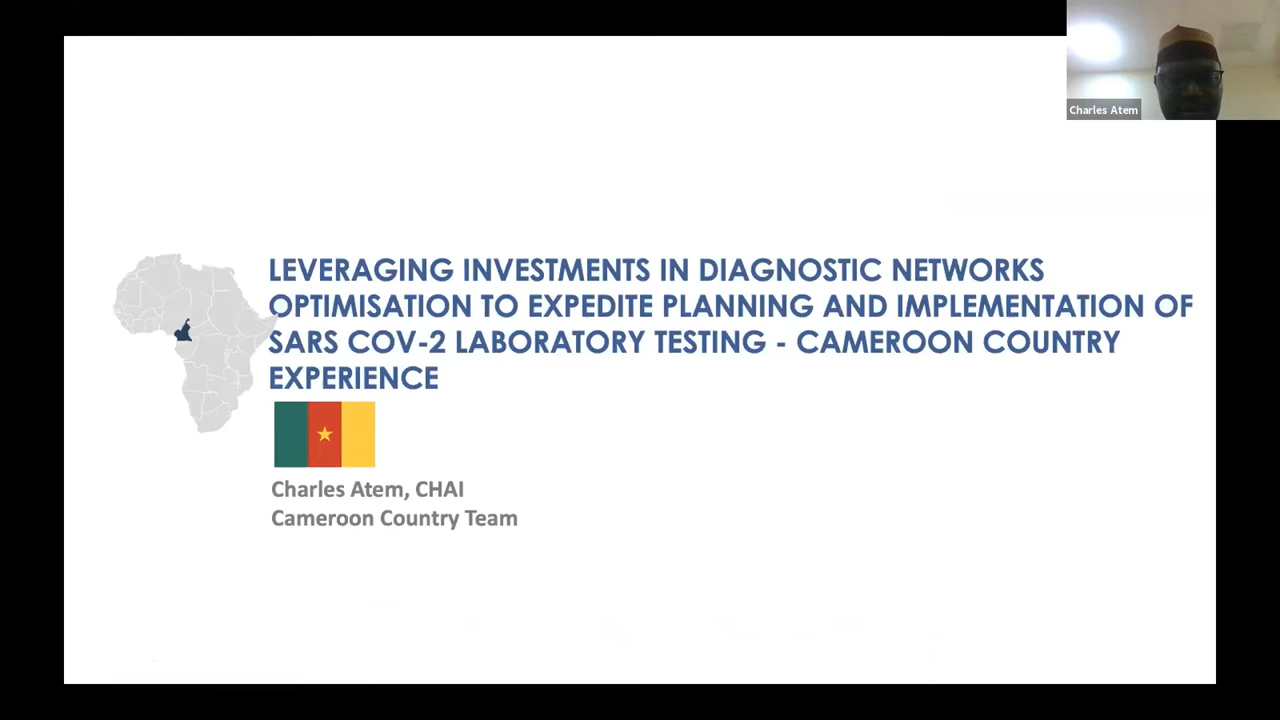 Charles Atem
LEVERAGING INVESTMENTS IN DIAGNOSTIC NETWORKS
OPTIMISATION TO EXPEDITE PLANNING AND IMPLEMENTATION OF
SARS COV-2 LABORATORY TESTING - CAMEROON COUNTRY
EXPERIENCE
Charles Atem, CHAI
Cameroon Country Team